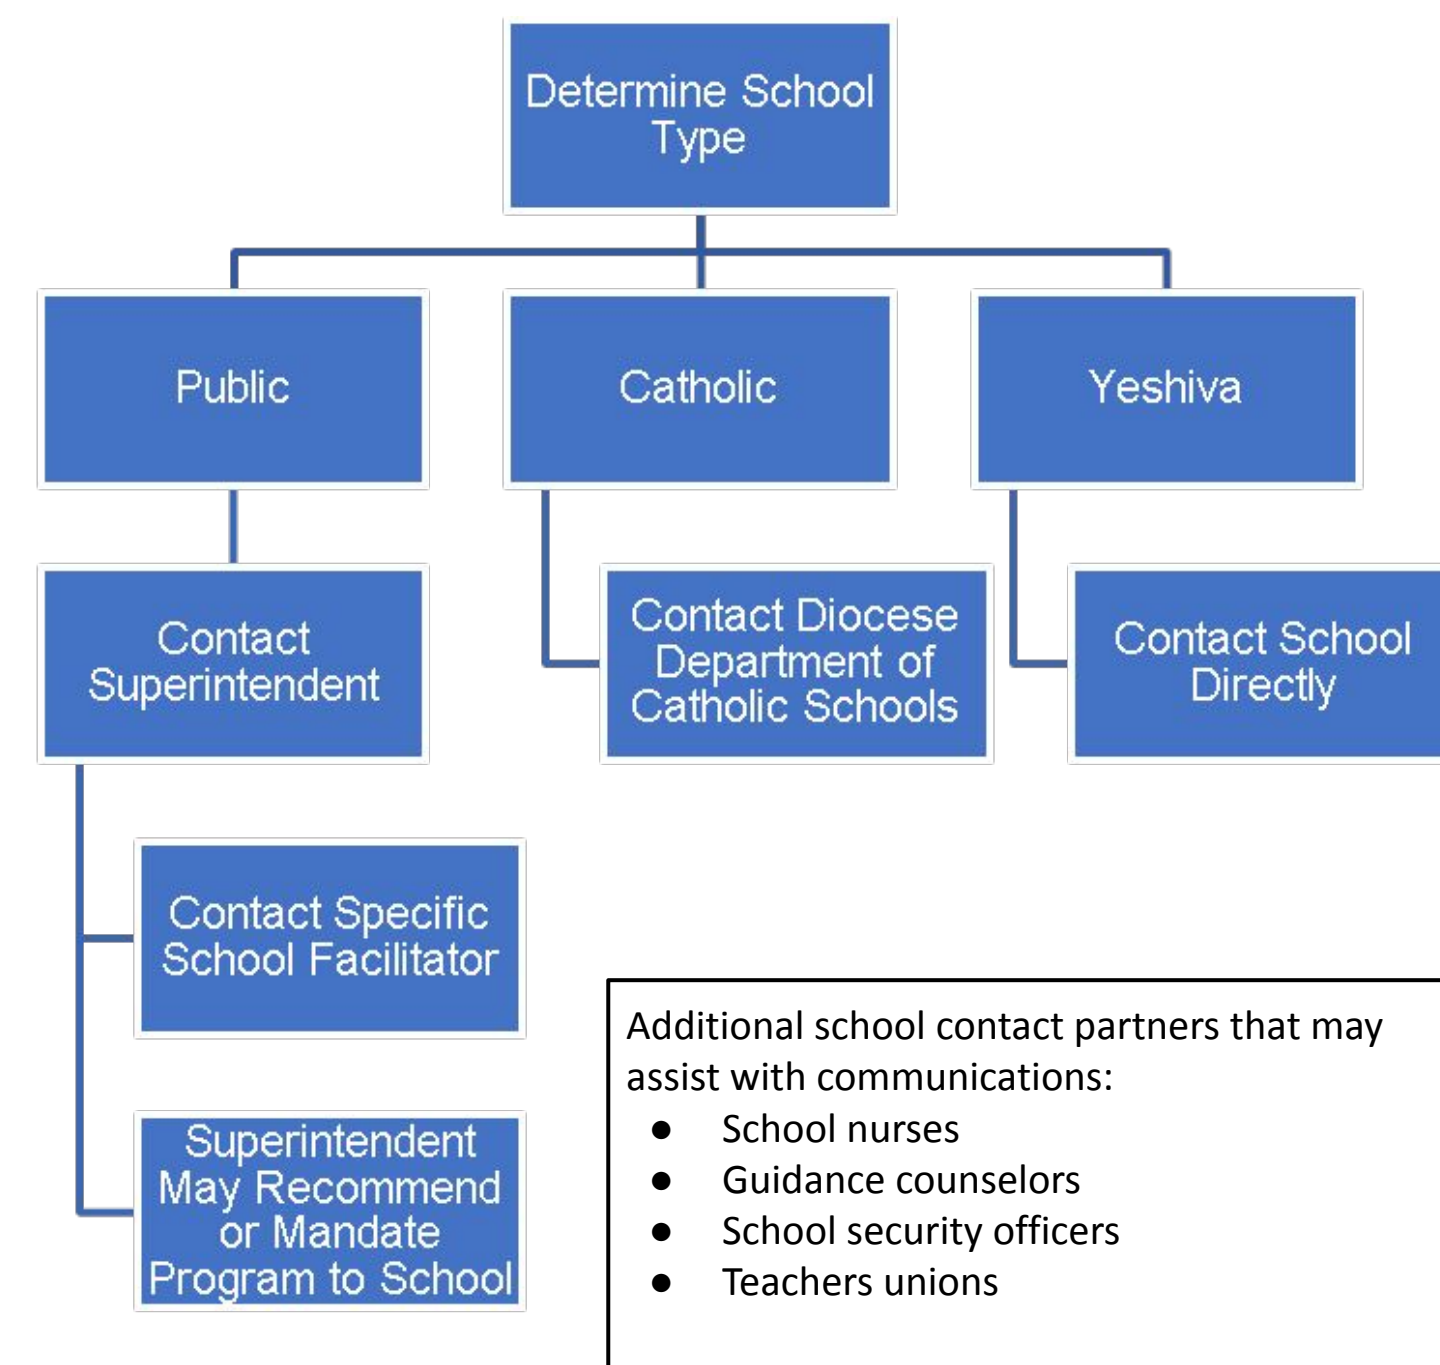 Determine School
Type
Public
Catholic
Yeshiva
Contact
Superintendent
Contact Diocese
Department of
Catholic Schools
Contact School
Directly
Contact Specific
School Facilitator
Superintendent
May Recommend
or Mandate
Program to School
Additional school contact partners that may
assist with communications:
● School nurses
● Guidance counselors
● School security officers
● Teachers unions